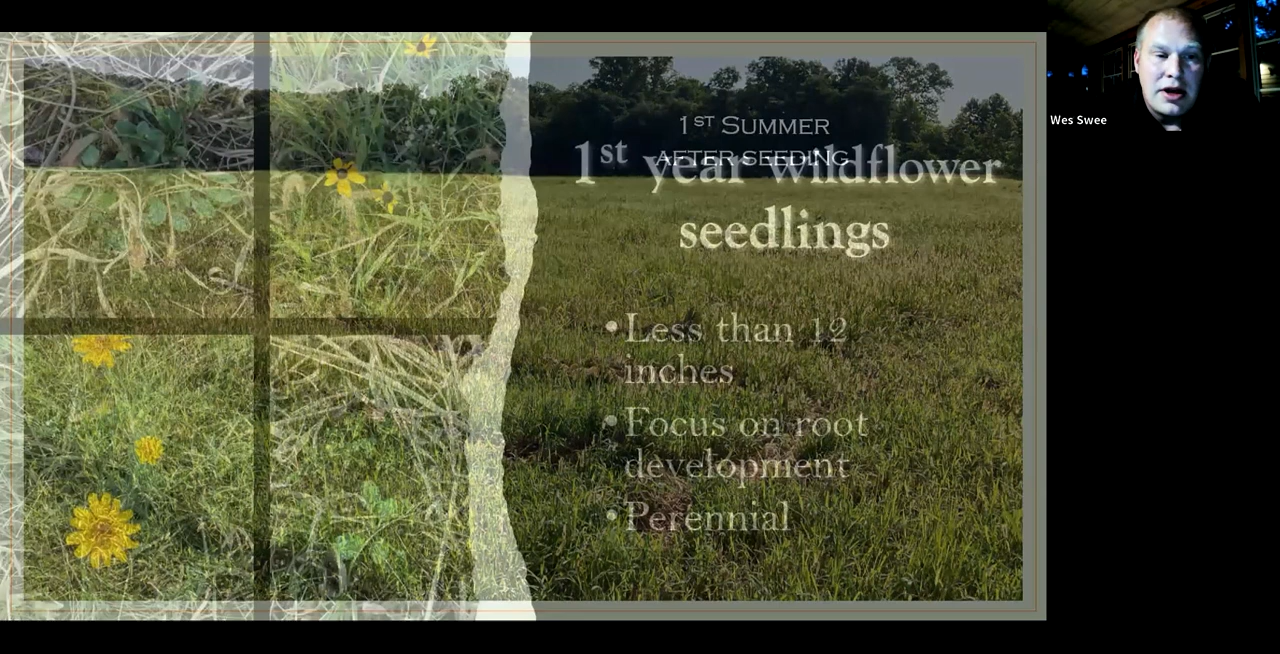 1ST SUMMER
AFTER SEEDING
1st year wildflower
seedlings
•Less than 12
inches
•Focus on root
development
•Perennial
Wes Swee